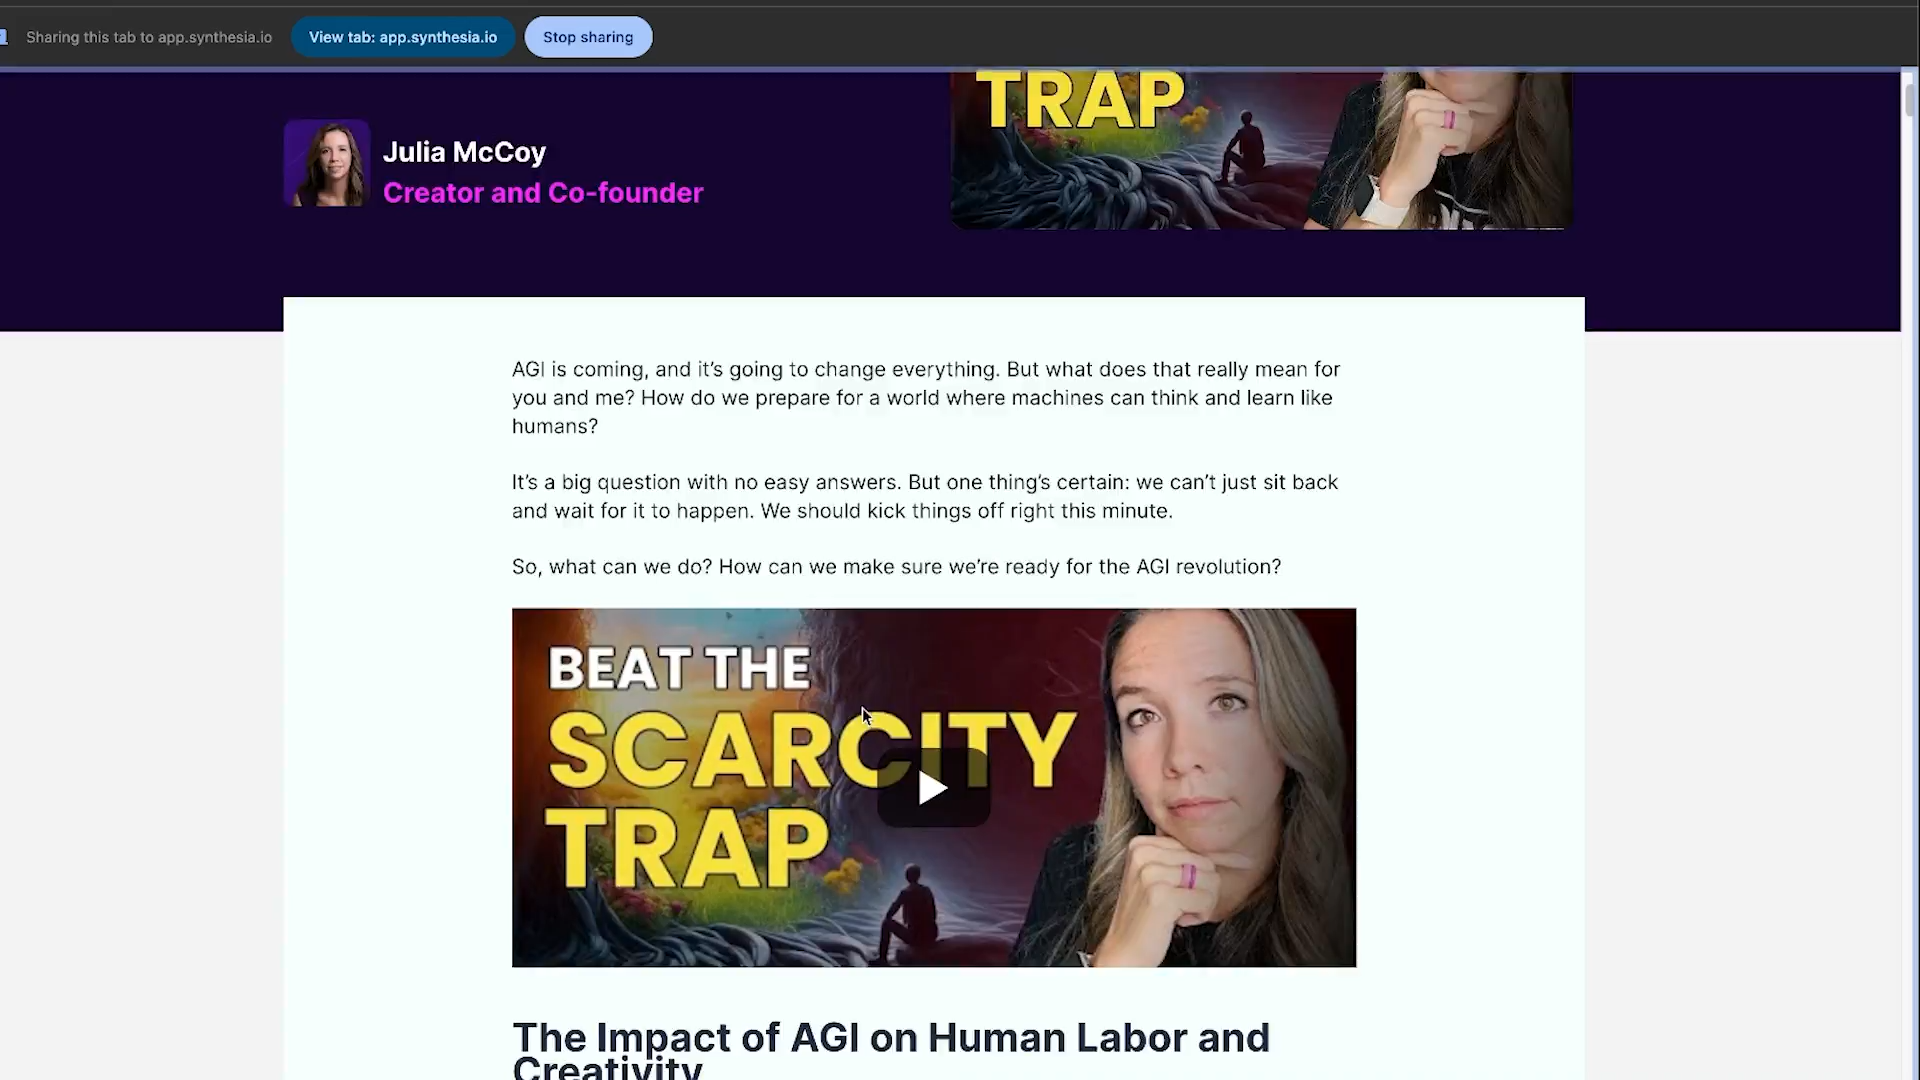 Sharing this tab to app.synthesia.io
View tab: app.synthesia.io
Stop sharing
TRAP
Julia McCoy
Creator and Co-founder
AGI is coming, and it's going to change everything. But what does that really mean for
you and me? How do we prepare for a world where machines can think and learn like
humans?
It's a big question with no easy answers. But one thing's certain: we can't just sit back
and wait for it to happen. We should kick things off right this minute.
So, what can we do? How can we make sure we're ready for the AGI revolution?
BEAT THE
SCARCITY
TRAP
The Impact of AGI on Human Labor and
Creativity